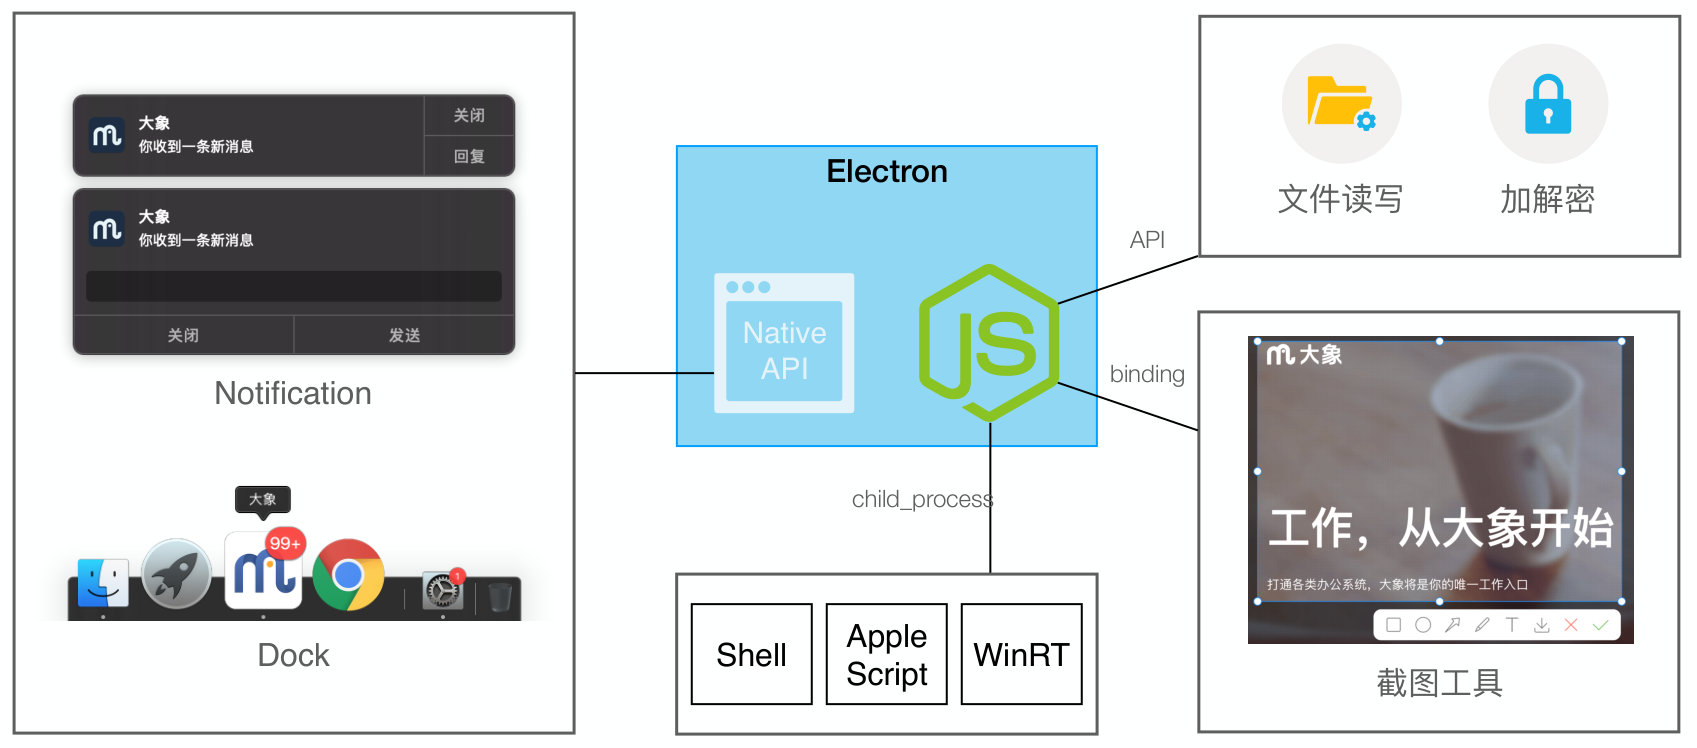 大象
你收到一条新消息
关闭
回复
大象
你收到一条新消息
关闭
发送
Notification
大象
99+
1
Dock
Electron
Native
API
JS
API
binding
child_process
Shell
Apple
Script
WinRT
文件读写
加解密
大象
工作，从大象开始
打通各类办公系统，大象将是你的唯一工作入口
T
截图工具